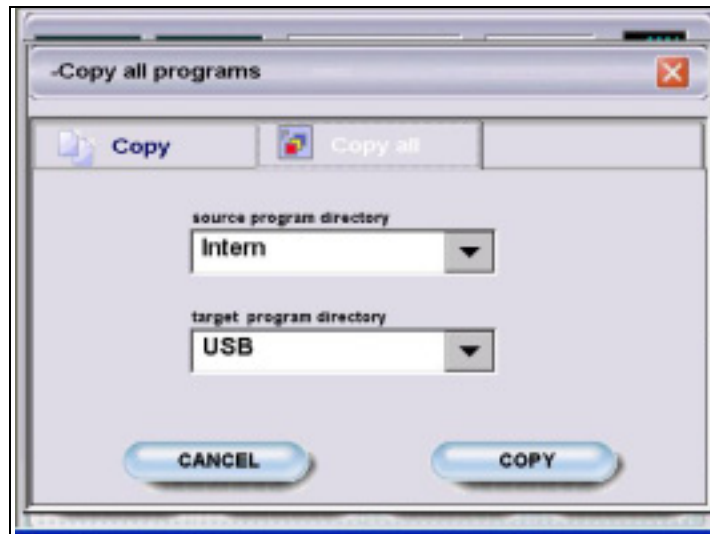 -Copy all programs
Copy
Copy all
source program directory
Intern
target program directory
USB
CANCEL
COPY